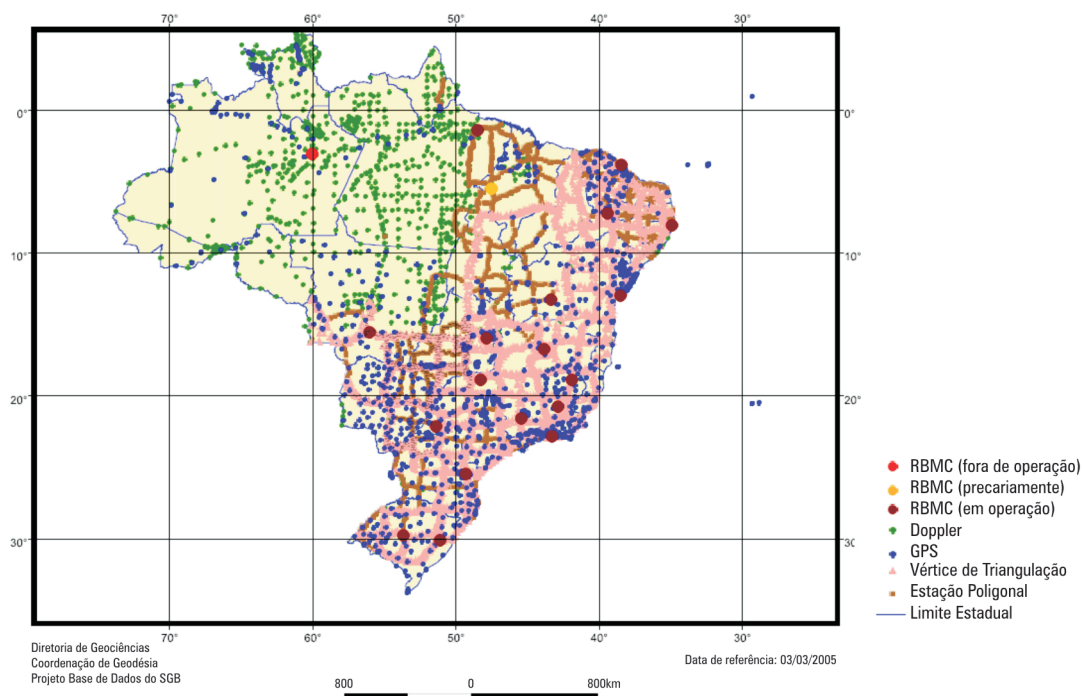 70° 60° 50° 40° 30°
0° 0°
10° 10°
20° 20°
30° 30
70° 60° 50° 40° 30°
RBMC (fora de operação)
RBMC (precariamente)
RBMC (em operação)
Doppler
GPS
Vértice de Triangulação
Estação Poligonal
Limite Estadual
Diretoria de Geociências
Coordenação de Geodésia
Projeto Base de Dados do SGB
Data de referência: 03/03/2005
800 0 800km